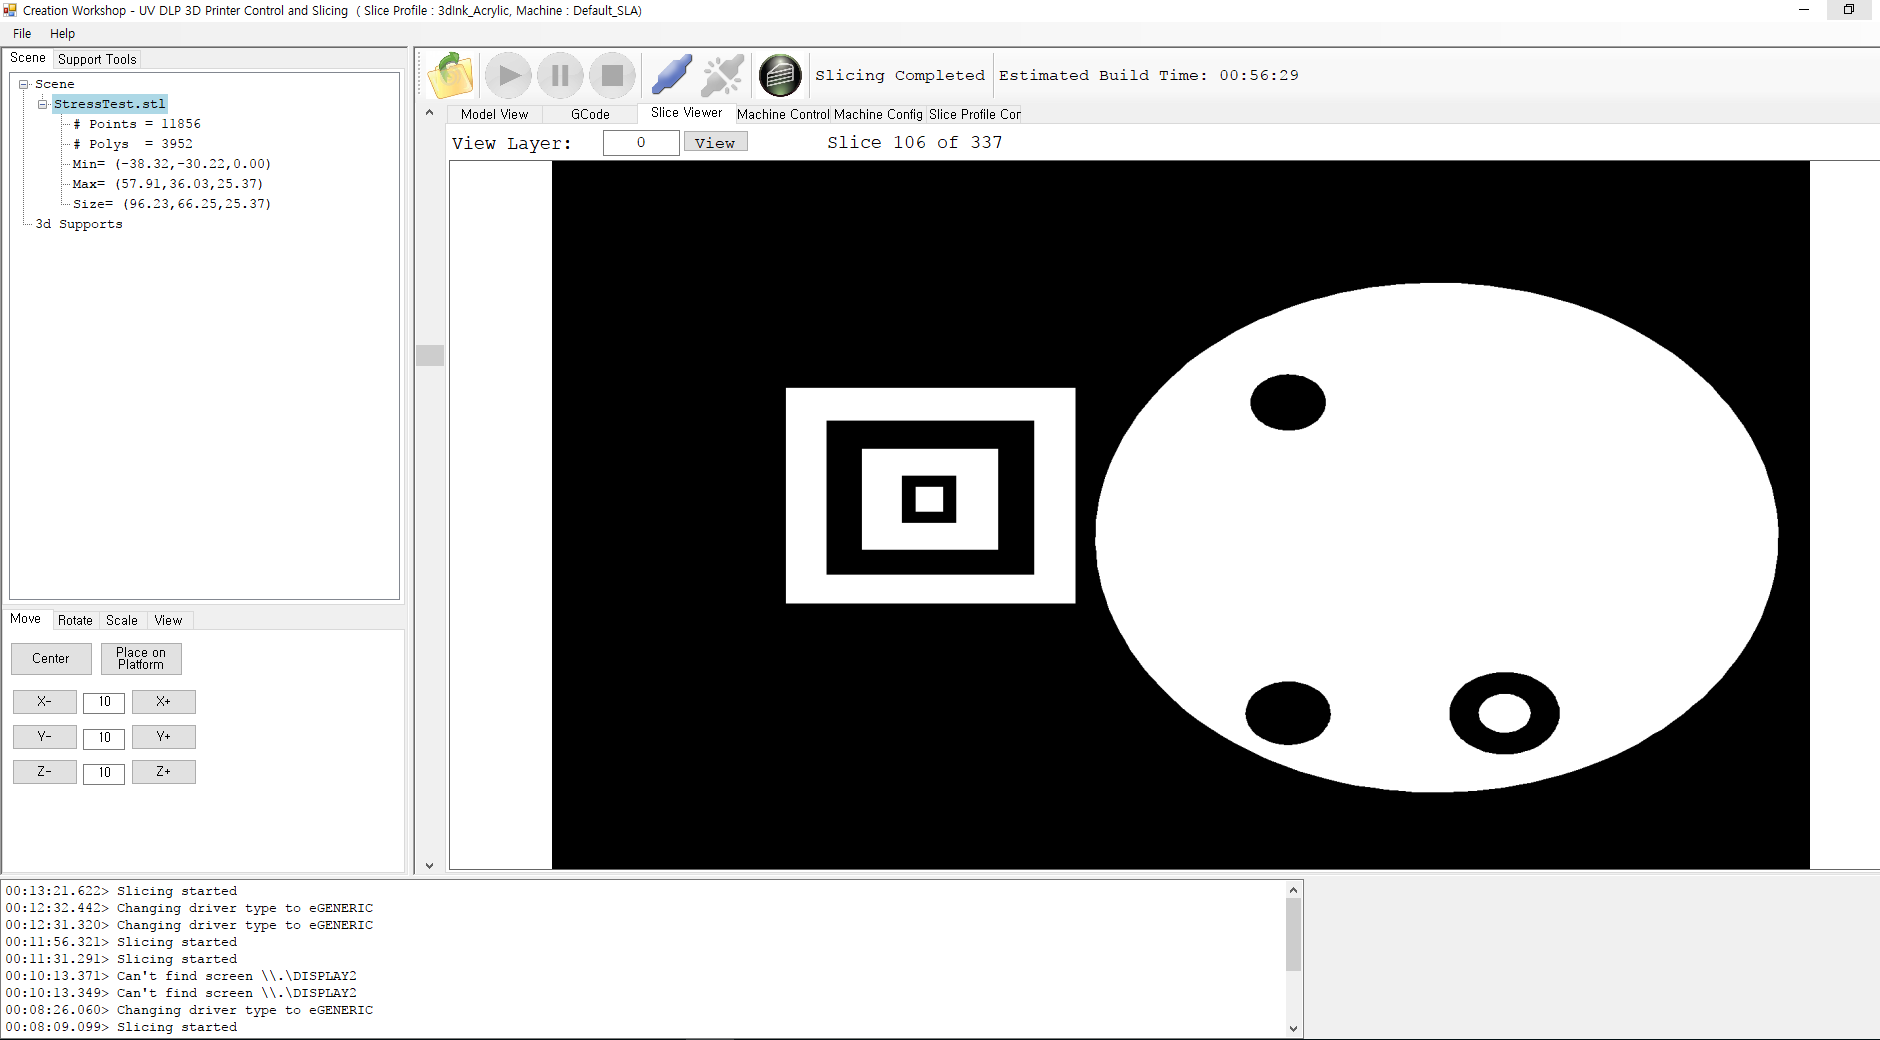 Creation Workshop - UV DLP 3D Printer Control and Slicing  ( Slice Profile : 3dInk_Acrylic, Machine : Default_SLA)
File Help
Scene Support Tools
Scene
StressTest.stl
# Points = 11856
# Polys  = 3952
Min= (-38.32,-30.22,0.00)
Max= (57.91,36.03,25.37)
Size= (96.23,66.25,25.37)
3d Supports
Move Rotate Scale View
Center Place on
Platform
X- 10 X+
Y- 10 Y+
Z- 10 Z+
Slicing Completed Estimated Build Time: 00:56:29
Model View GCode Slice Viewer Machine Control Machine Config Slice Profile Cor
View Layer: 0 View Slice 106 of 337
00:13:21.622> Slicing started
00:12:32.442> Changing driver type to eGENERIC
00:12:31.320> Changing driver type to eGENERIC
00:11:56.321> Slicing started
00:11:31.291> Slicing started
00:10:13.371> Can't find screen \\.\DISPLAY2
00:10:13.349> Can't find screen \\.\DISPLAY2
00:08:26.060> Changing driver type to eGENERIC
00:08:09.099> Slicing started